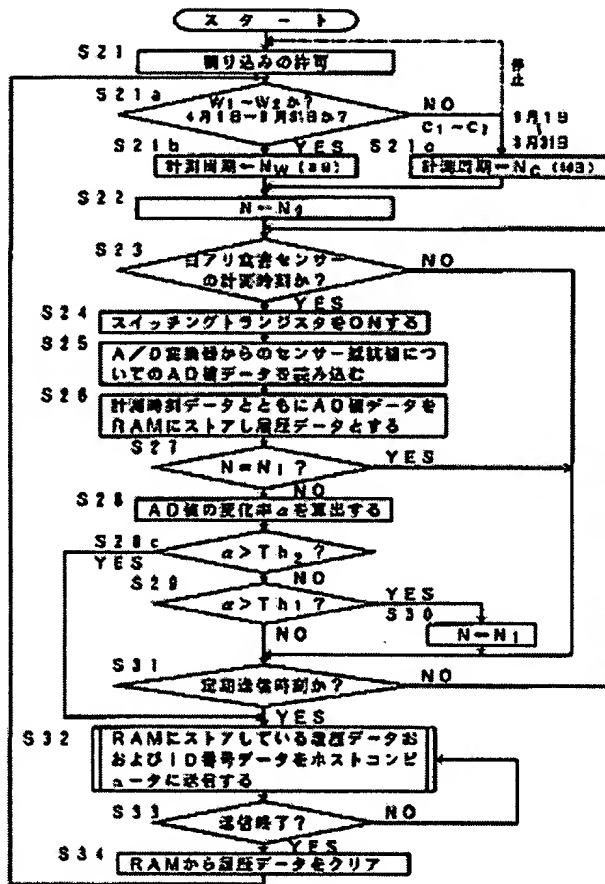 スタート
S21
割り込みの許可
停止
S21a
W₁〜W₂か?
4月1日〜8月31日か?
NO
C₁〜C₂
3月31日
S21b
YES
S21c
計測周期←N_W
計測周期←N_C
S22
N←N₀
S23
白アリ食害センサー
の計測時刻か?
NO
YES
S24
スイッチングトランジスタをONする
S25
A/D変換器からのセンサー抵抗値につ
いてのAD値データを読み込む
S26
計測時刻データとともにAD値データを
RAMにストアし履歴データとする
S27
N=N₁?
YES
NO
S28
AD値の変化率αを算出する
S28c
α>Th₂?
YES
NO
S29
α>Th₁?
YES
S30
N←N₁
NO
S31
定期送信時刻か?
NO
YES
S32
RAMにストアしている履歴データお
およびID番号データをホストコンピ
ュータに送信する
S33
送信終了?
NO
YES
S34
RAMから履歴データをクリア